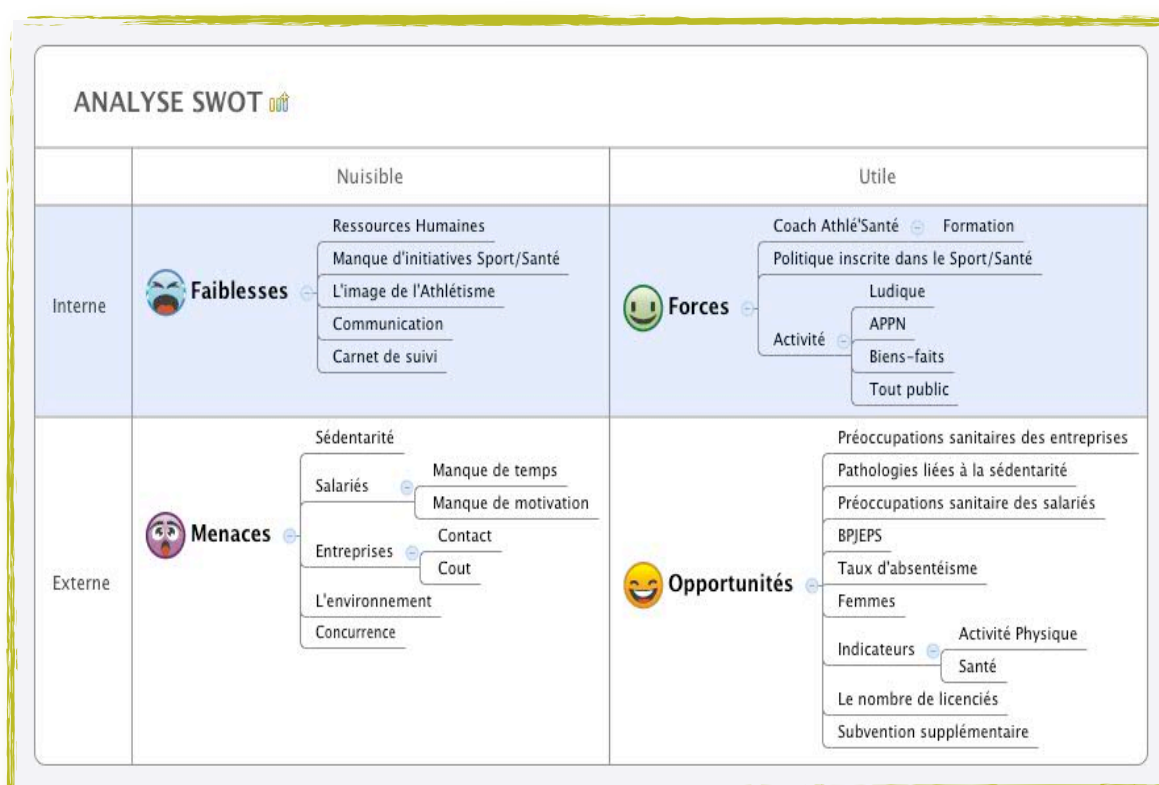 ANALYSE SWOT
Nuisible
Utile
Interne
Faiblesses
Ressources Humaines
Manque d'initiatives Sport/Santé
L'image de l'Athlétisme
Communication
Carnet de suivi
Forces
Coach Athlé'Santé
Formation
Politique inscrite dans le Sport/Santé
Activité
Ludique
APPN
Biens-faits
Tout public
Externe
Menaces
Sédentarité
Salariés
Manque de temps
Manque de motivation
Entreprises
Contact
Cout
L'environnement
Concurrence
Opportunités
Préoccupations sanitaires des entreprises
Pathologies liées à la sédentarité
Préoccupations sanitaire des salariés
BPJEPS
Taux d'absentéisme
Femmes
Indicateurs
Activité Physique
Santé
Le nombre de licenciés
Subvention supplémentaire